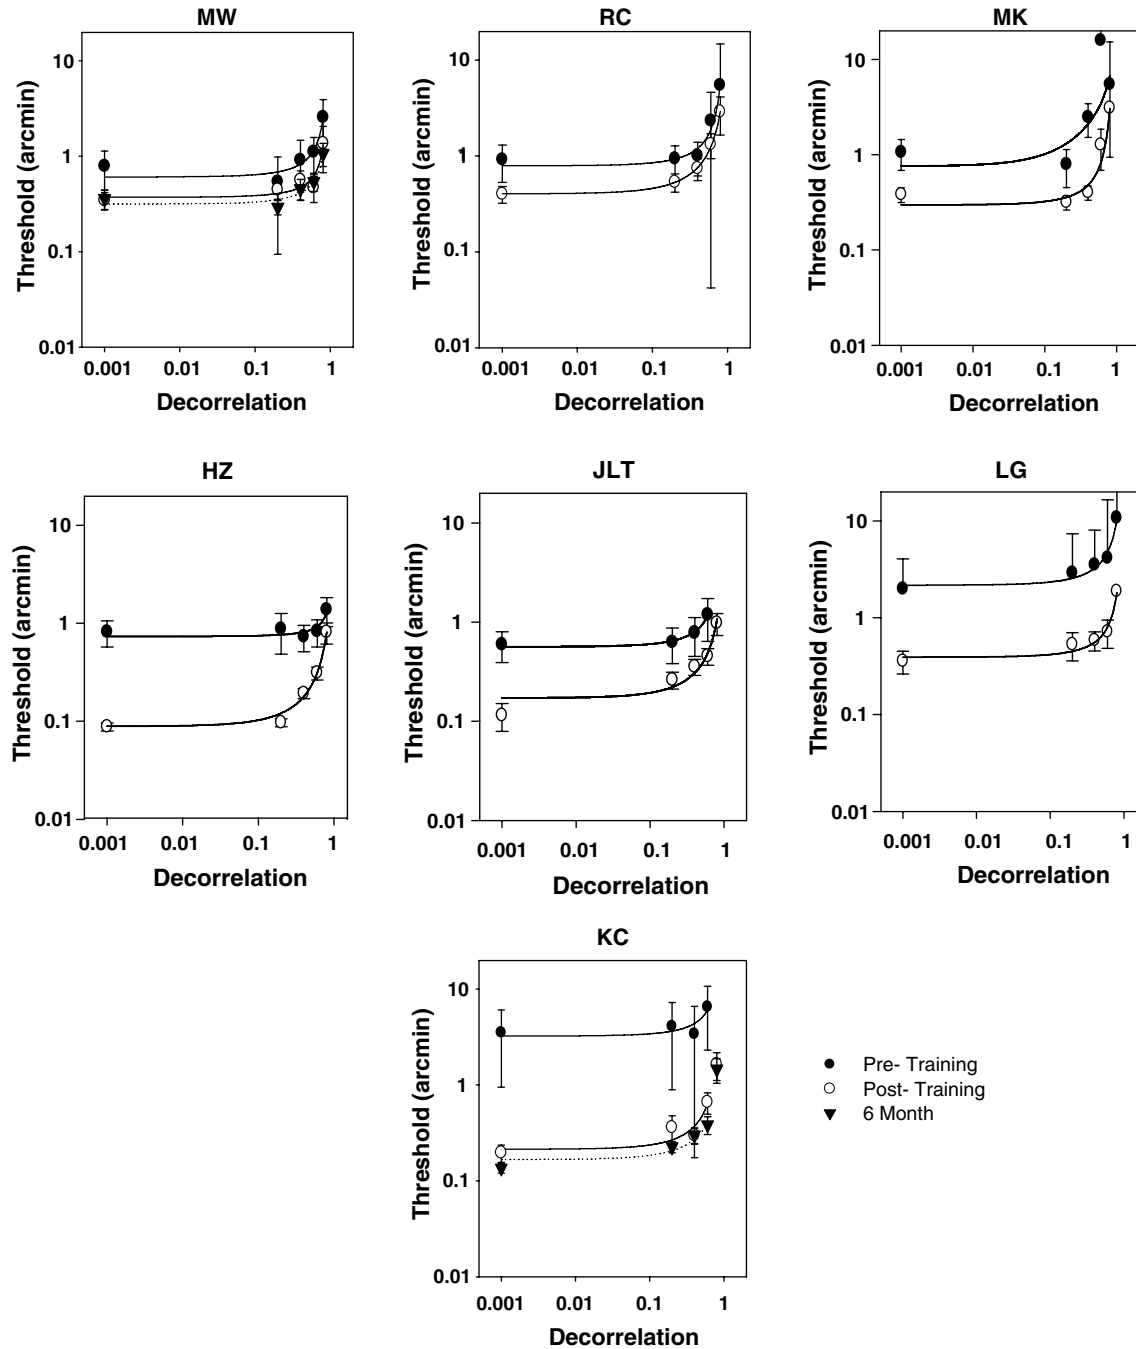 MW
RC
MK
10
1
0.1
0.01
Threshold (arcmin)
0.001 0.01 0.1 1
Decorrelation
10
1
0.1
0.01
Threshold (arcmin)
0.001 0.01 0.1 1
Decorrelation
10
1
0.1
0.01
Threshold (arcmin)
0.001 0.01 0.1 1
Decorrelation
HZ
JLT
LG
10
1
0.1
0.01
Threshold (arcmin)
0.001 0.01 0.1 1
Decorrelation
10
1
0.1
0.01
Threshold (arcmin)
0.001 0.01 0.1 1
Decorrelation
10
1
0.1
0.01
Threshold (arcmin)
0.001 0.01 0.1 1
Decorrelation
KC
10
1
0.1
0.01
Threshold (arcmin)
0.001 0.01 0.1 1
Decorrelation
Pre- Training
Post- Training
6 Month